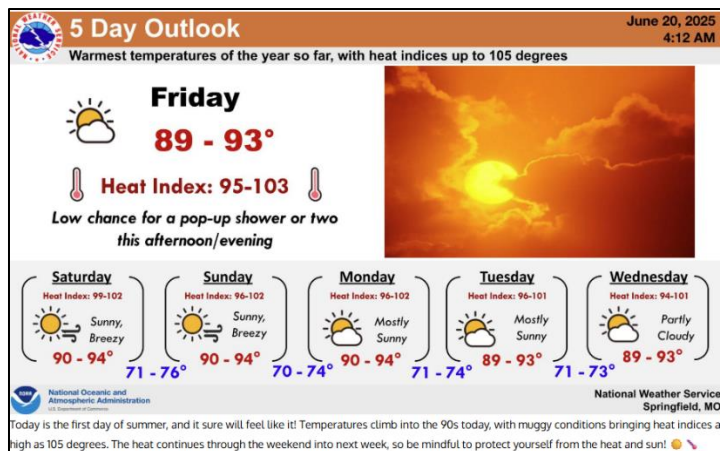 5 Day Outlook
June 20, 2025
4:12 AM
Warmest temperatures of the year so far, with heat indices up to 105 degrees
Friday
89 - 93°
Heat Index: 95-103
Low chance for a pop-up shower or two
this afternoon/evening
Saturday
Heat Index: 99-102
Sunny,
Breezy
90 - 94°
71 - 76°
Sunday
Heat Index: 96-102
Sunny,
Breezy
90 - 94°
70 - 74°
Monday
Heat Index: 96-102
Mostly
Sunny
90 - 94°
71 - 74°
Tuesday
Heat Index: 96-101
Mostly
Sunny
89 - 93°
71 - 73°
Wednesday
Heat Index: 94-101
Partly
Cloudy
89 - 93°
NOAA
National Oceanic and
Atmospheric Administration
U.S. Department of Commerce
National Weather Service
Springfield, MO
Today is the first day of summer, and it sure will feel like it! Temperatures climb into the 90s today, with muggy conditions bringing heat indices a
high as 105 degrees. The heat continues through the weekend into next week, so be mindful to protect yourself from the heat and sun!